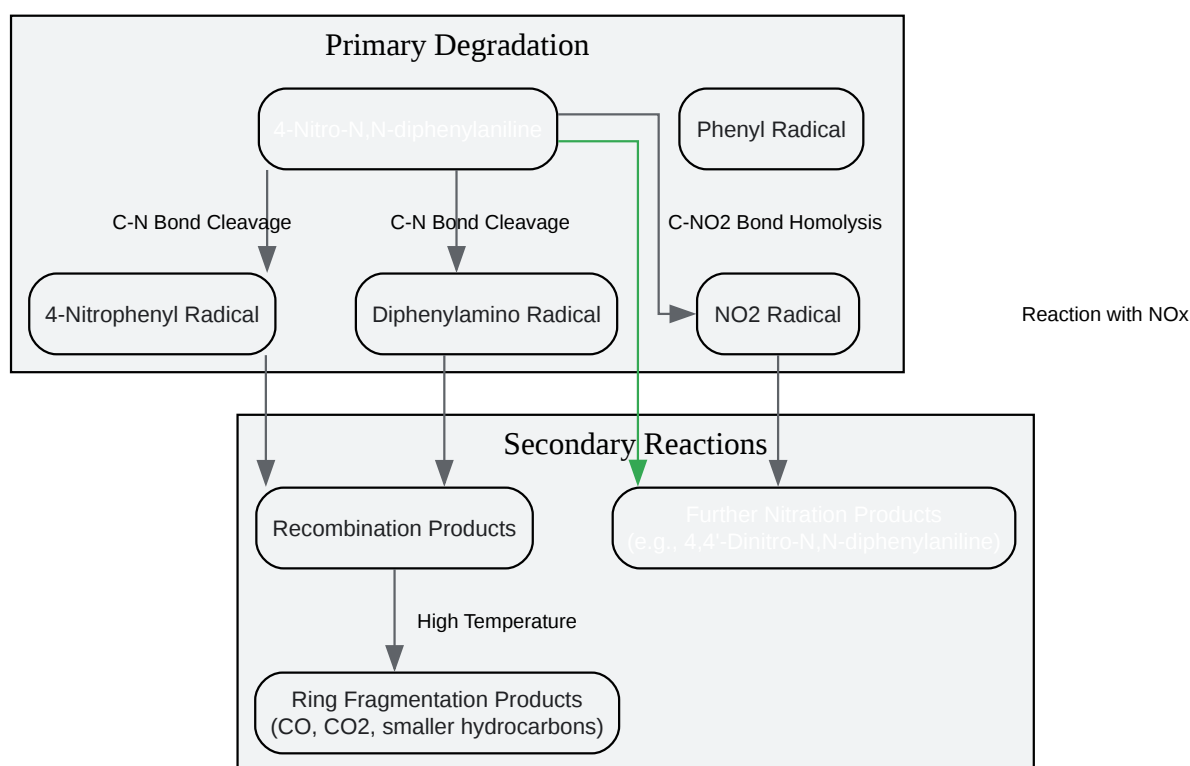 Primary Degradation
4-Nitro-N,N-diphenylaniline
Phenyl Radical
C-N Bond Cleavage
C-N Bond Cleavage
C-NO2 Bond Homolysis
4-Nitrophenyl Radical
Diphenylamino Radical
NO2 Radical
Reaction with NOx
Secondary Reactions
Recombination Products
Further Nitration Products
(e.g., 4,4'-Dinitro-N,N-diphenylaniline)
High Temperature
Ring Fragmentation Products
(CO, CO2, smaller hydrocarbons)